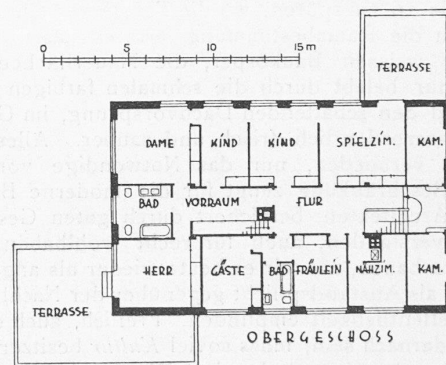 0 5 10 15 m
TERRASSE
DAME KIND KIND SPIELZIM. KAM.
BAD VORRAUM FLUR
HERR GÄSTE BAD FRÄULEIN NÄHZIM. KAM.
TERRASSE
OBERGESCHOSS